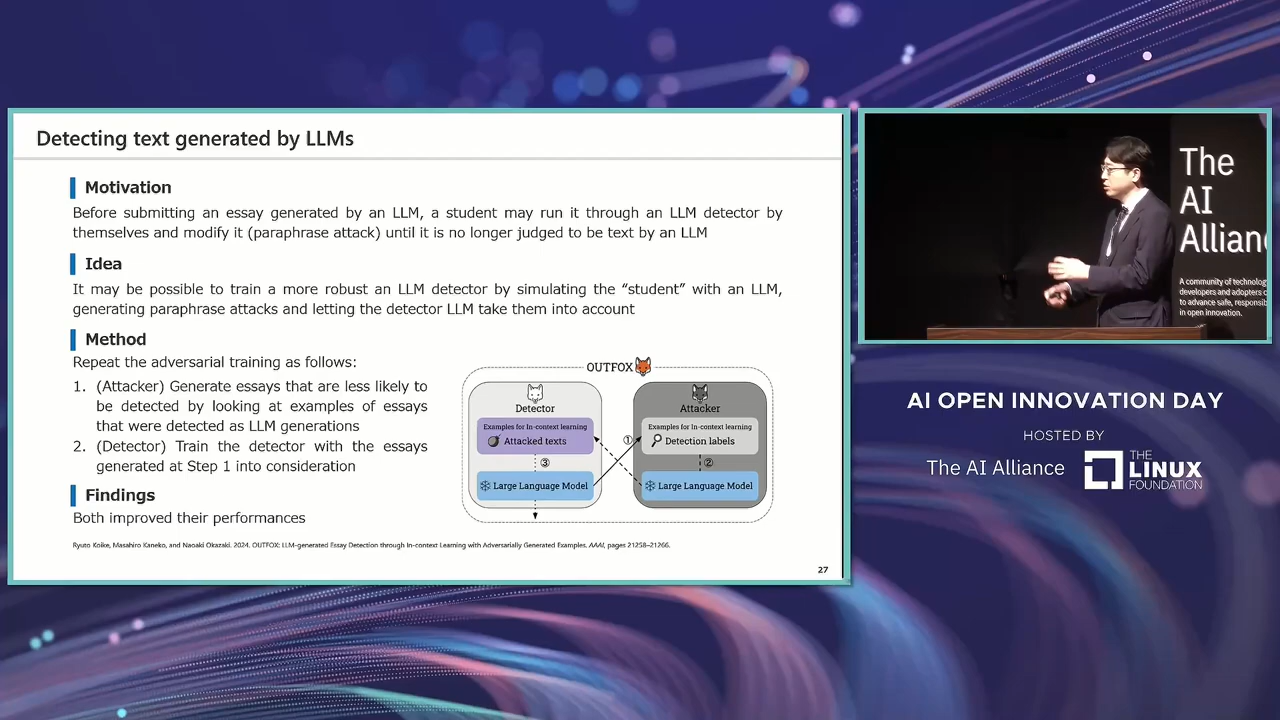 Detecting text generated by LLMs
Motivation
Before submitting an essay generated by an LLM, a student may run it through an LLM detector by
themselves and modify it (paraphrase attack) until it is no longer judged to be text by an LLM
Idea
It may be possible to train a more robust an LLM detector by simulating the “student” with an LLM,
generating paraphrase attacks and letting the detector LLM take them into account
Method
Repeat the adversarial training as follows:
1. (Attacker) Generate essays that are less likely to
be detected by looking at examples of essays
that were detected as LLM generations
2. (Detector) Train the detector with the essays
generated at Step 1 into consideration
Findings
Both improved their performances
OUTFOX
Detector
Examples for In-context learning
Attacked texts
③
Large Language Model
①
Attacker
Examples for In-context learning
Detection labels
②
Large Language Model
Ryuto Koike, Masahiro Kaneko, and Naoaki Okazaki. 2024. OUTFOX: LLM-generated Essay Detection through In-context Learning with Adversarially Generated Examples. AAAI, pages 21258–21266.
27
The
AI
Allian
A community of technolog
developers and adopters c
to advance safe, responsib
in open innovation.
AI OPEN INNOVATION DAY
HOSTED BY
The AI Alliance
THE
LINUX
FOUNDATION